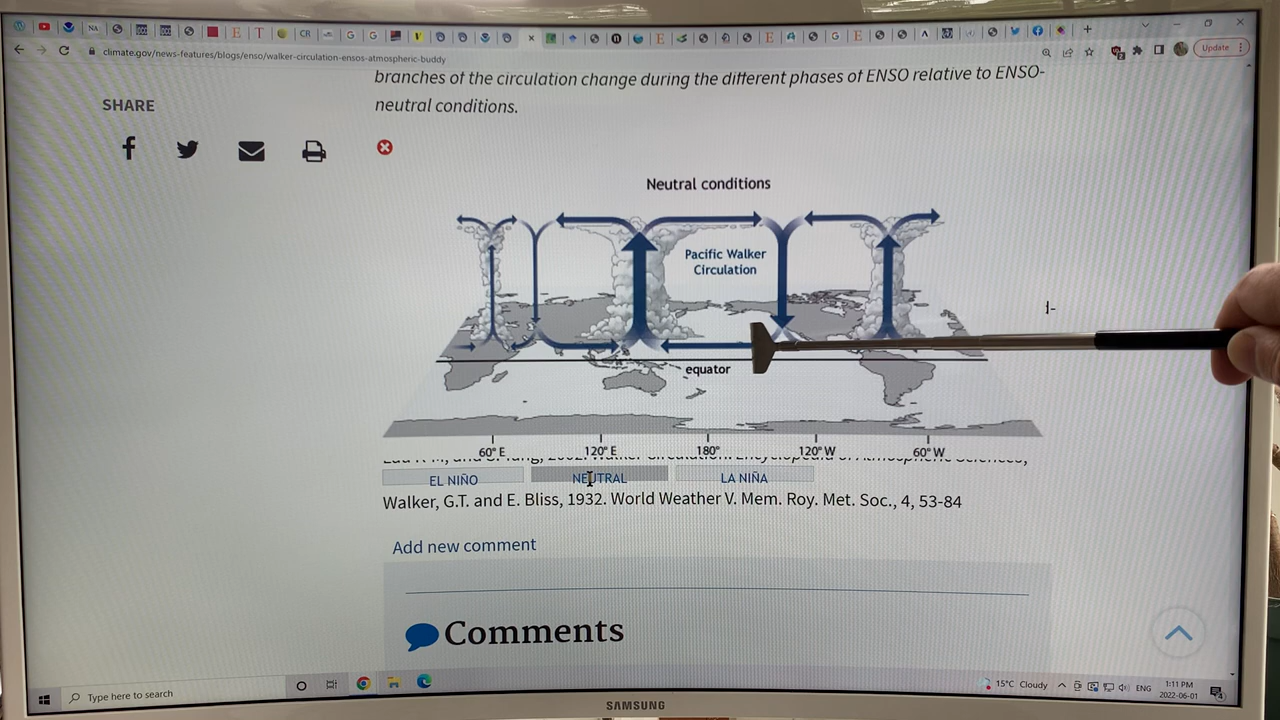 NA
CR
G
G
E
T
V
E
E
G
E
climate.gov/news-features/blogs/enso/walker-circulation-ensos-atmospheric-buddy
Update
branches of the circulation change during the different phases of ENSO relative to ENSO-
neutral conditions.
SHARE
Neutral conditions
Pacific Walker
Circulation
equator
60° E
120° E
180°
120° W
60° W
EL NIÑO
NEUTRAL
LA NIÑA
Walker, G.T. and E. Bliss, 1932. World Weather V. Mem. Roy. Met. Soc., 4, 53-84
Add new comment
Comments
Type here to search
15°C Cloudy
ENG
1:11 PM
2022-06-01
SAMSUNG